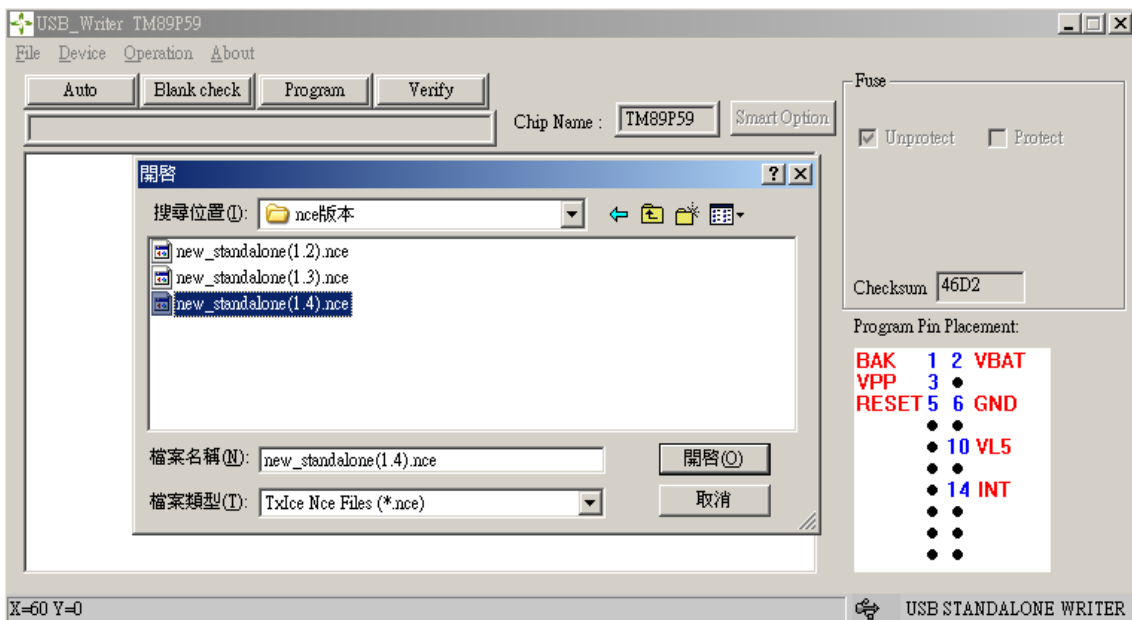 USB_Writer TM89P59
File Device Operation About
Auto Blank check Program Verify
Chip Name : TM89P59 Smart Option
Fuse
Unprotect Protect
Checksum 46D2
開啓
搜尋位置(I): nce版本
new_standalone(1.2).nce
new_standalone(1.3).nce
new_standalone(1.4).nce
檔案名稱(N): new_standalone(1.4).nce 開啓(O)
檔案類型(T): TxIce Nce Files (*.nce) 取消
Program Pin Placement:
BAK 1 2 VBAT
VPP 3
RESET 5 6 GND
10 VL5
14 INT
X=60 Y=0 USB STANDALONE WRITER